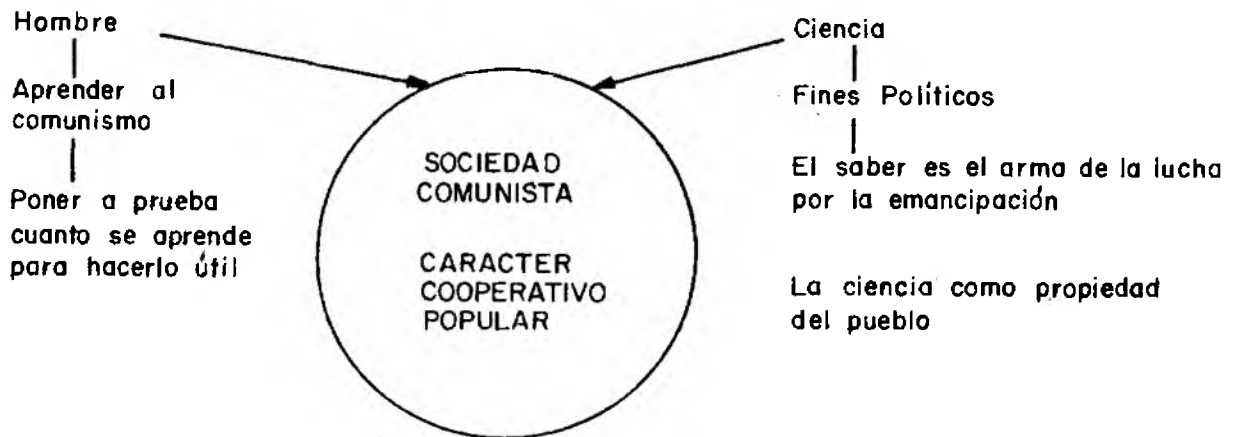 Hombre
Aprender al
comunismo
Poner a prueba
cuanto se aprende
para hacerlo útil
SOCIEDAD
COMUNISTA
CARACTER
COOPERATIVO
POPULAR
Ciencia
Fines Políticos
El saber es el arma de la lucha
por la emancipación
La ciencia como propiedad
del pueblo